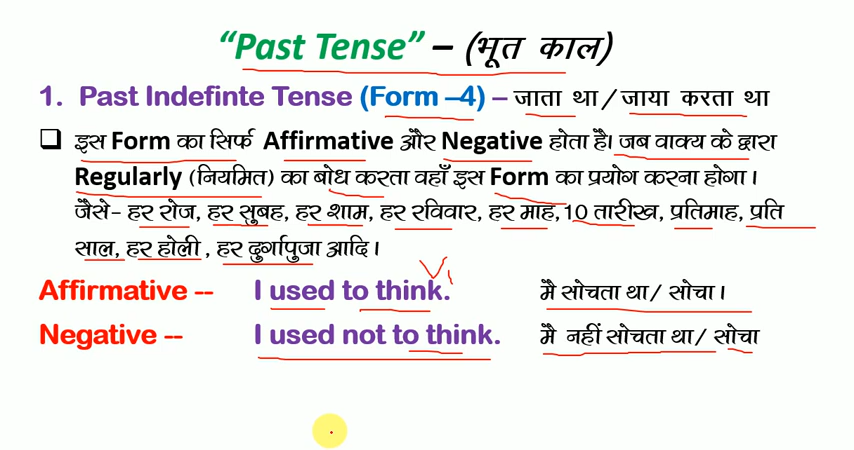 “Past Tense” – (भूत काल)
1. Past Indefinte Tense (Form –4) – जाता था / जाया करता था
❑ इस Form का सिर्फ Affirmative और Negative होता है। जब वाक्य के द्वारा
Regularly (नियमित) का बोध करता वहाँ इस Form का प्रयोग करना होगा।
जैसे- हर रोज, हर सुबह, हर शाम, हर रविवार, हर माह, 10 तारीख, प्रतिमाह, प्रति
साल, हर होली, हर दुर्गापुजा आदि।
V₁
Affirmative -- I used to think. मै सोचता था/ सोचा।
Negative -- I used not to think. मै नहीं सोचता था/ सोचा